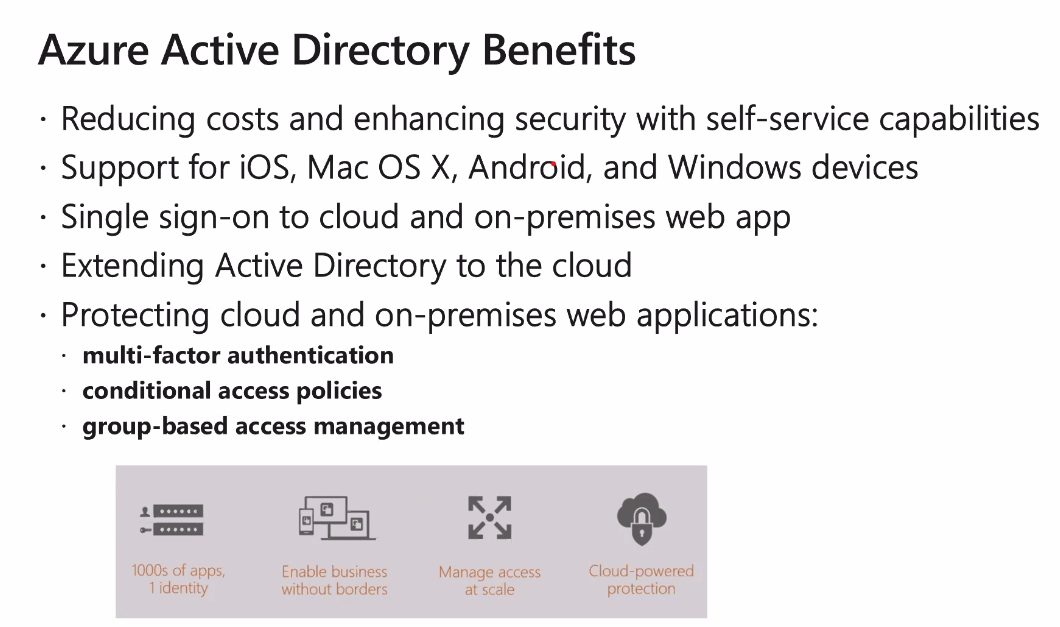 Azure Active Directory Benefits
· Reducing costs and enhancing security with self-service capabilities
· Support for iOS, Mac OS X, Android, and Windows devices
· Single sign-on to cloud and on-premises web app
· Extending Active Directory to the cloud
· Protecting cloud and on-premises web applications:
· multi-factor authentication
· conditional access policies
· group-based access management
1000s of apps,
1 identity
Enable business
without borders
Manage access
at scale
Cloud-powered
protection